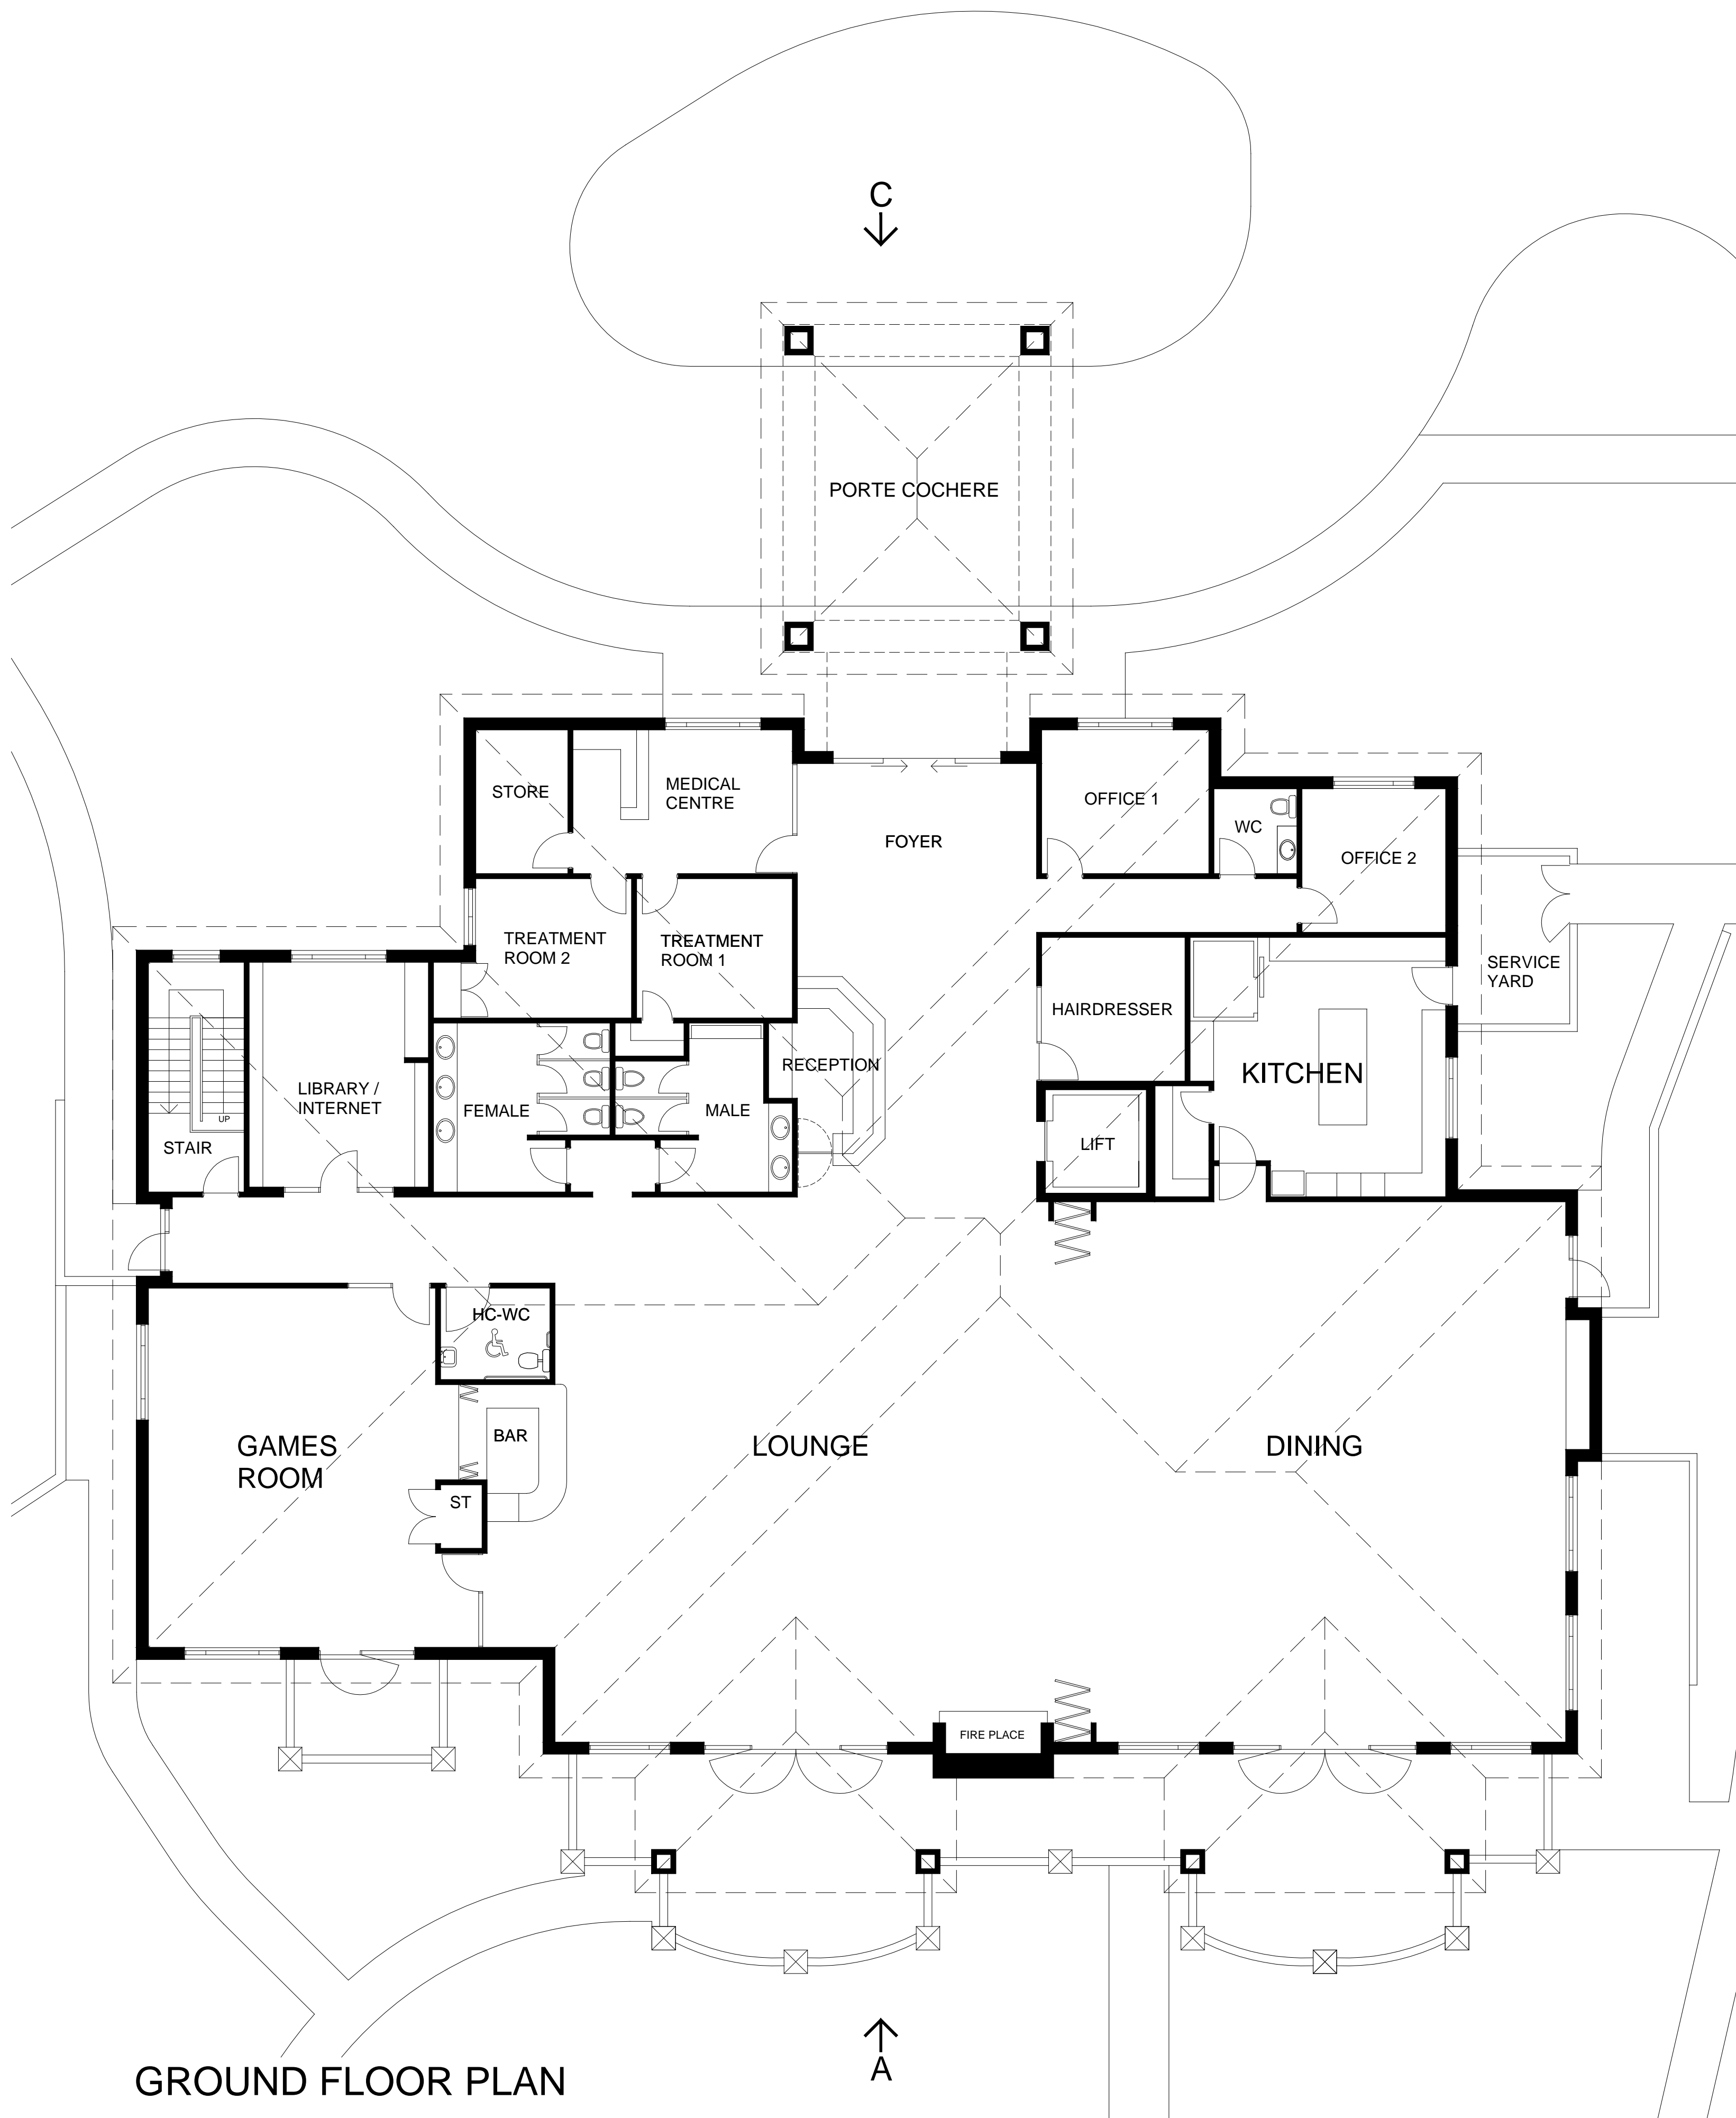 C
PORTE COCHERE
STORE
MEDICAL
CENTRE
FOYER
OFFICE 1
WC
OFFICE 2
TREATMENT
ROOM 2
TREATMENT
ROOM 1
SERVICE
YARD
HAIRDRESSER
RECEPTION
KITCHEN
LIBRARY /
INTERNET
FEMALE
MALE
UP
STAIR
LIFT
HC-WC
GAMES
ROOM
BAR
LOUNGE
DINING
ST
FIRE PLACE
A
GROUND FLOOR PLAN